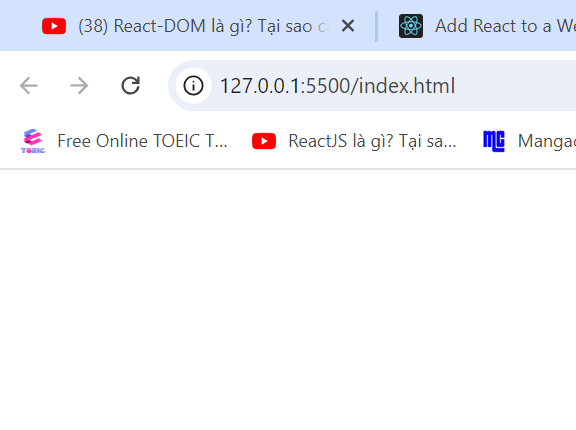 (38) React-DOM là gì? Tại sao c
Add React to a We
127.0.0.1:5500/index.html
TOEIC
Free Online TOEIC T...
ReactJS là gì? Tại sa...
MC
Mangac